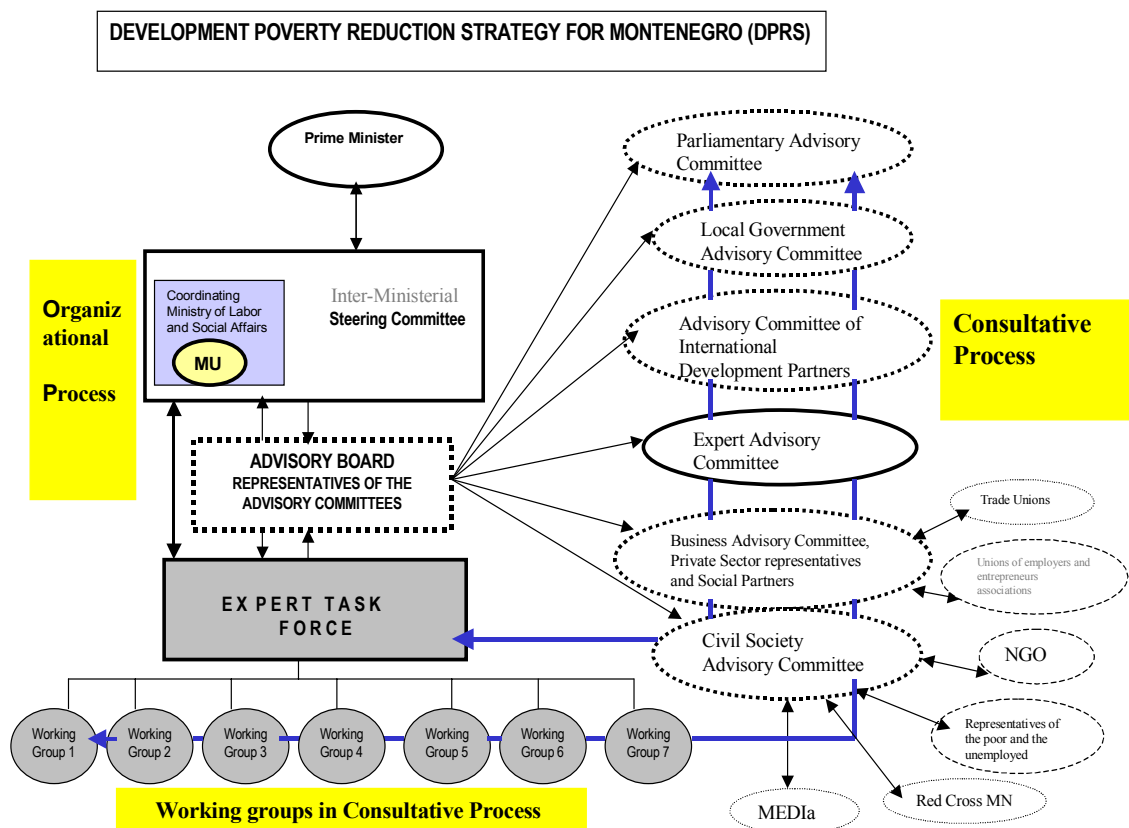 DEVELOPMENT POVERTY REDUCTION STRATEGY FOR MONTENEGRO (DPRS)
Prime Minister
Organiz
ational
Process
Coordinating
Ministry of Labor
and Social Affairs
MU
Inter-Ministerial
Steering Committee
ADVISORY BOARD
REPRESENTATIVES OF THE
ADVISORY COMMITTEES
EXPERT TASK
FORCE
Working
Group 1
Working
Group 2
Working
Group 3
Working
Group 4
Working
Group 5
Working
Group 6
Working
Group 7
Working groups in Consultative Process
Parliamentary Advisory
Committee
Local Government
Advisory Committee
Advisory Committee of
International
Development Partners
Expert Advisory
Committee
Business Advisory Committee,
Private Sector representatives
and Social Partners
Civil Society
Advisory Committee
Consultative
Process
Trade Unions
Unions of employers and
entrepreneurs
associations
NGO
Representatives of
the poor and the
unemployed
Red Cross MN
MEDIa